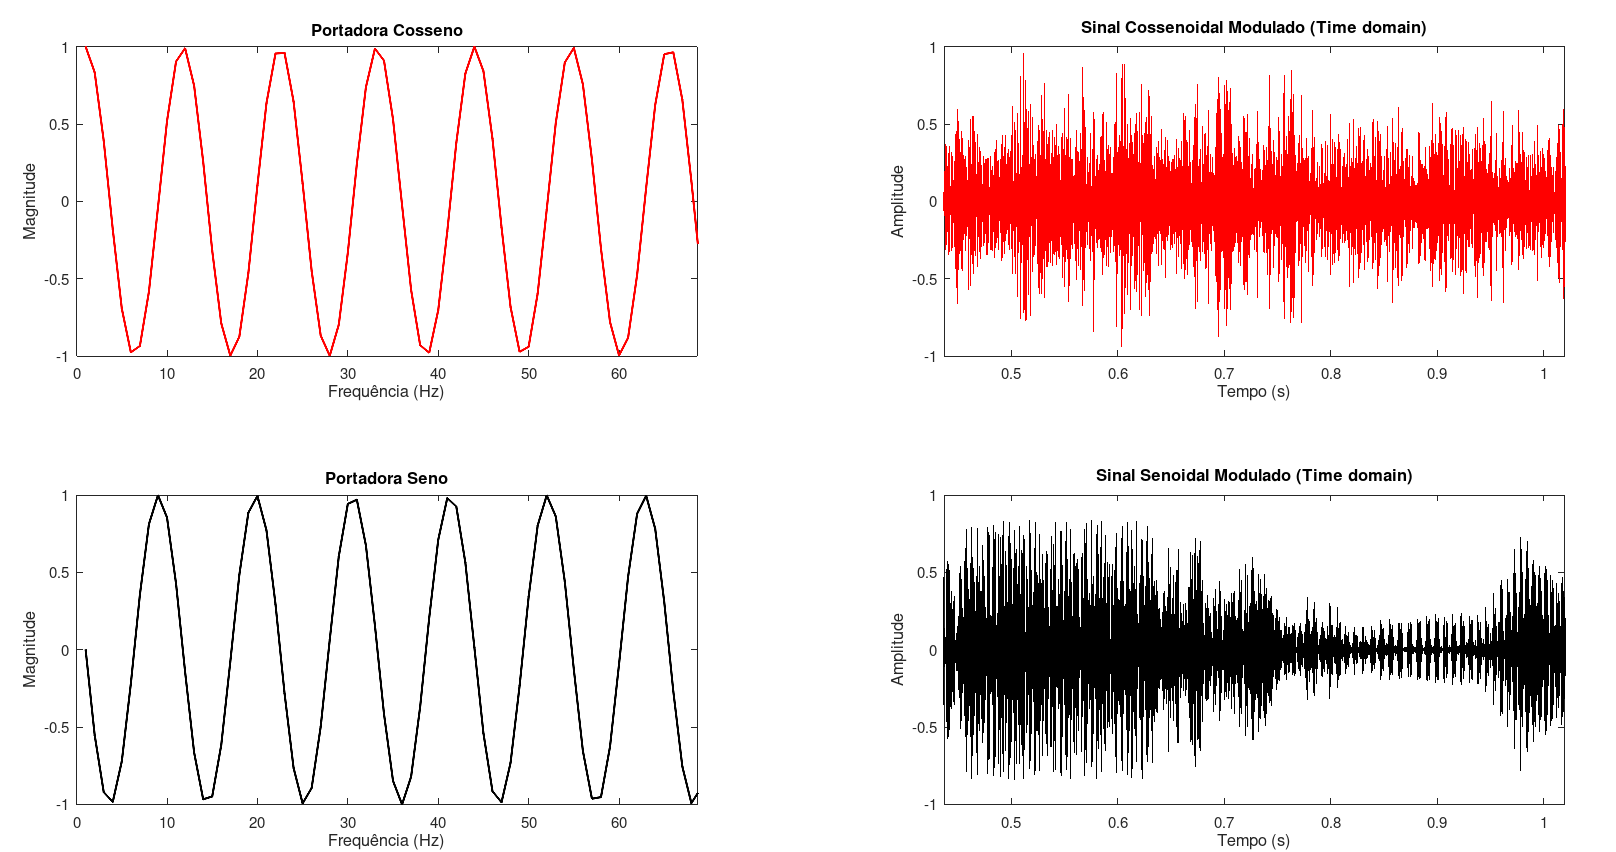 Portadora Cosseno
1
0.5
0
-0.5
-1
Magnitude
0 10 20 30 40 50 60
Frequência (Hz)
Sinal Cossenoidal Modulado (Time domain)
1
0.5
0
-0.5
-1
Amplitude
0.5 0.6 0.7 0.8 0.9 1
Tempo (s)
Portadora Seno
1
0.5
0
-0.5
-1
Magnitude
0 10 20 30 40 50 60
Frequência (Hz)
Sinal Senoidal Modulado (Time domain)
1
0.5
0
-0.5
-1
Amplitude
0.5 0.6 0.7 0.8 0.9 1
Tempo (s)